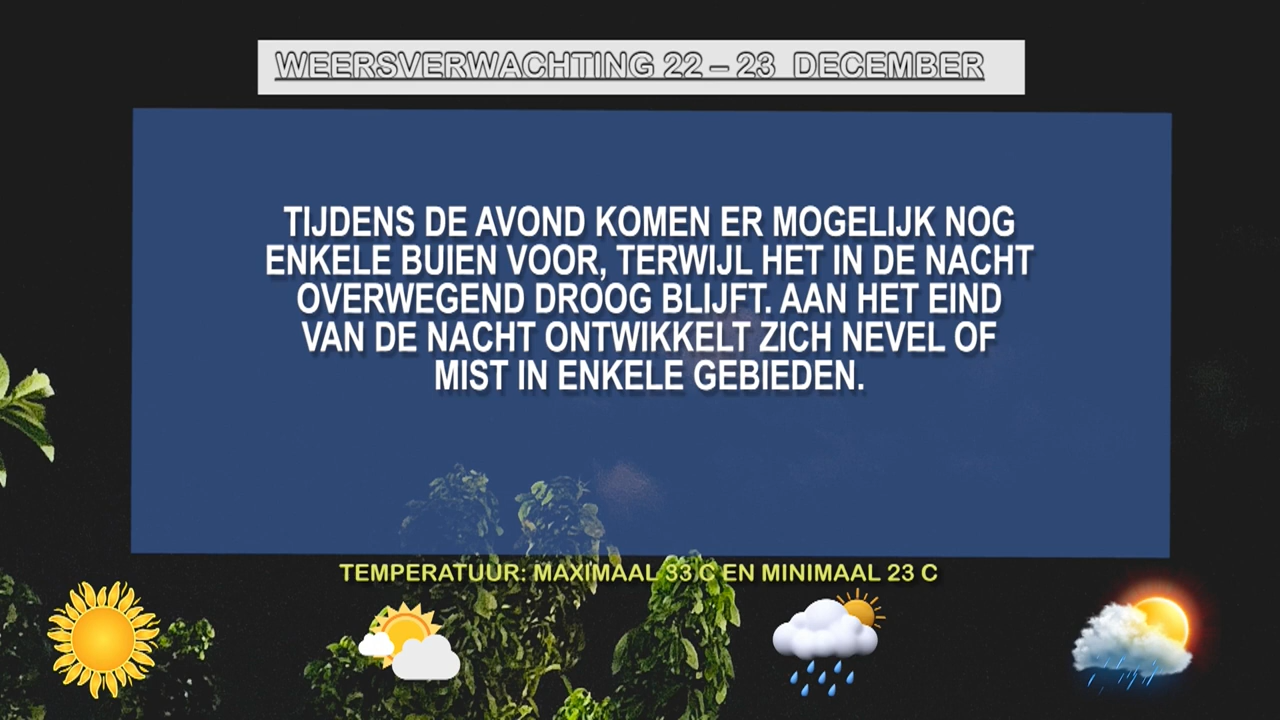 WEERSVERWACHTING 22 – 23 DECEMBER
TIJDENS DE AVOND KOMEN ER MOGELIJK NOG
ENKELE BUIEN VOOR, TERWIJL HET IN DE NACHT
OVERWEGEND DROOG BLIJFT. AAN HET EIND
VAN DE NACHT ONTWIKKELT ZICH NEVEL OF
MIST IN ENKELE GEBIEDEN.
TEMPERATUUR: MAXIMAAL 33 C EN MINIMAAL 23 C